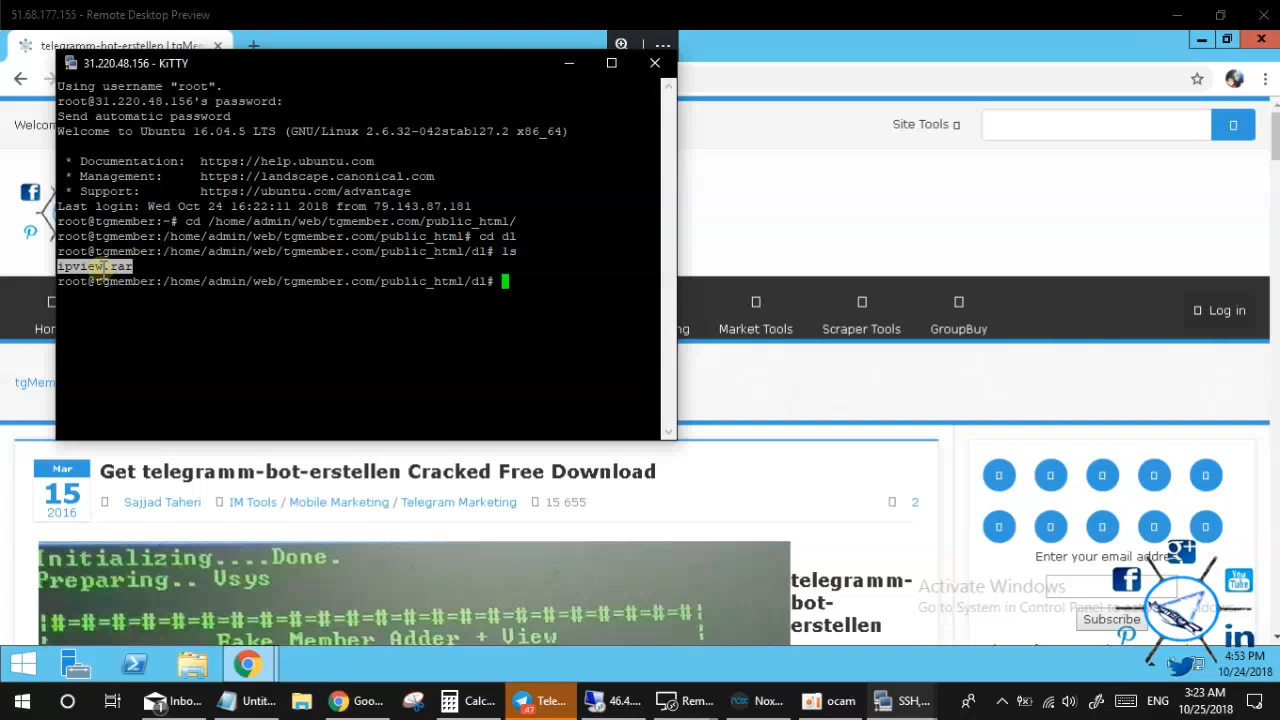 51.68.177.155 - Remote Desktop Preview
telegramm-bot-erstellen | tgMe
31.220.48.156 - KiTTY
Using username "root".
root@31.220.48.156's password:
Send automatic password
Welcome to Ubuntu 16.04.5 LTS (GNU/Linux 2.6.32-042stab127.2 x86_64)
* Documentation: https://help.ubuntu.com
* Management: https://landscape.canonical.com
* Support: https://ubuntu.com/advantage
Last login: Wed Oct 24 16:22:11 2018 from 79.143.87.181
root@tgmember:~# cd /home/admin/web/tgmember.com/public_html/
root@tgmember:/home/admin/web/tgmember.com/public_html# cd dl
root@tgmember:/home/admin/web/tgmember.com/public_html/dl# ls
ipview.rar
root@tgmember:/home/admin/web/tgmember.com/public_html/dl#
Welcon
Site Tools
Hom
ng
Market Tools
Scraper Tools
GroupBuy
Log in
tgMem
Mar
15
2016
Get telegramm-bot-erstellen Cracked Free Download
Sajjad Taheri
IM Tools / Mobile Marketing / Telegram Marketing
15 655
2
Initializing....Done.
Preparing.. Vsys
|#=#=#=#=#=#=#=#=#=#=#=#=#=#=#=#=#=#=#=#=#=#=#|
Fake Member Adder + View
telegramm-
bot-
erstellen
Enter your email addre
Activate Windows
Go to System in Control Panel to
Subscribe
You
Tube
in
4:53 PM
10/24/2018
Inbo...
Untit...
Goo...
Calc...
Tele...
46.4....
Rem...
Nox...
ocam
SSH,...
ENG
3:23 AM
10/25/2018